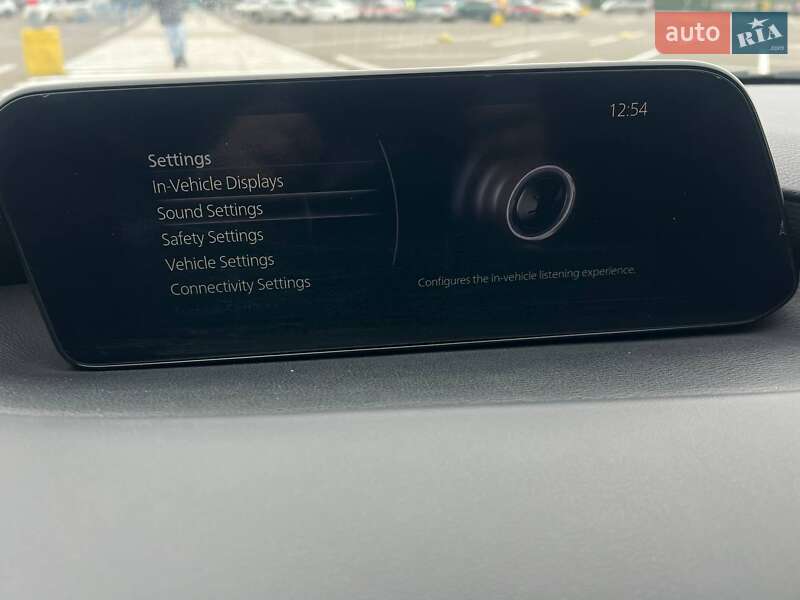 auto RIA
.com
12:54
Settings
In-Vehicle Displays
Sound Settings
Safety Settings
Vehicle Settings
Connectivity Settings
Configures the in-vehicle listening experience.